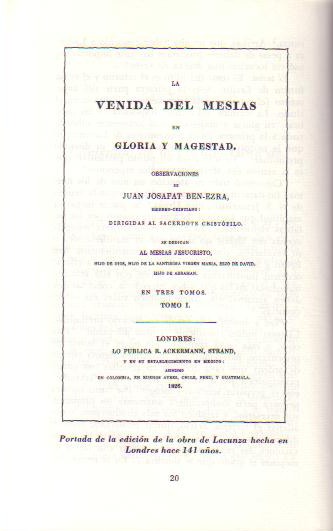 LA
VENIDA DEL MESIAS
EN
GLORIA Y MAGESTAD.
OBSERVACIONES
DE
JUAN JOSAFAT BEN-EZRA,
HEBREO-CRISTIANO:
DIRIGIDAS AL SACERDOTE CRISTÓFILO.
SE DEDICAN
AL MESIAS JESUCRISTO,
HIJO DE DIOS, HIJO DE LA SANTISIMA VIRGEN MARIA, HIJO DE DAVID,
HIJO DE ABRAHAN.
EN TRES TOMOS.
TOMO I.
LONDRES:
LO PUBLICA R. ACKERMANN, STRAND,
Y EN SU ESTABLECIMIENTO EN MEGICO:
ASIMISMO
EN COLOMBIA, EN BUENOS AYRES, CHILE, PERU, Y GUATEMALA.
1826.
Portada de la edición de la obra de Lacunza hecha en
Londres hace 141 años.
20